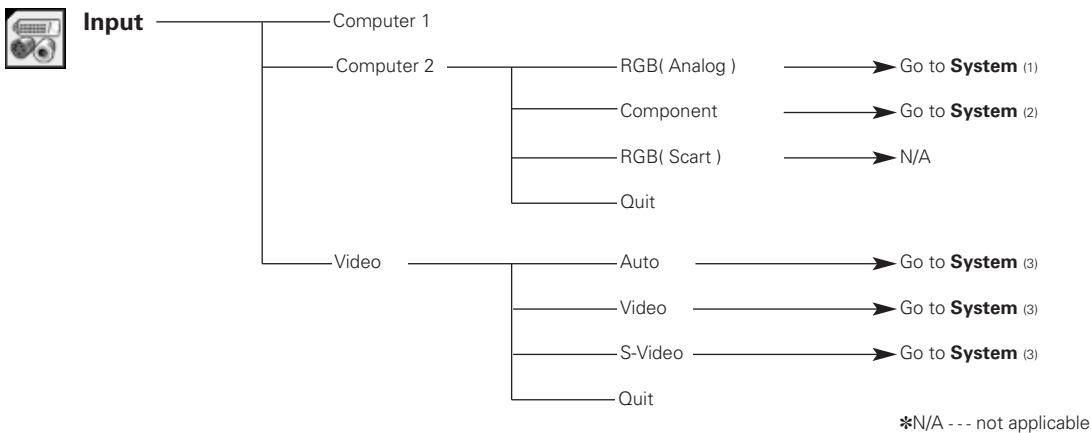 Input Computer 1
Computer 2 RGB( Analog ) Go to System (1)
Component Go to System (2)
RGB( Scart ) N/A
Quit
Video Auto Go to System (3)
Video Go to System (3)
S-Video Go to System (3)
Quit
✽N/A - - - not applicable